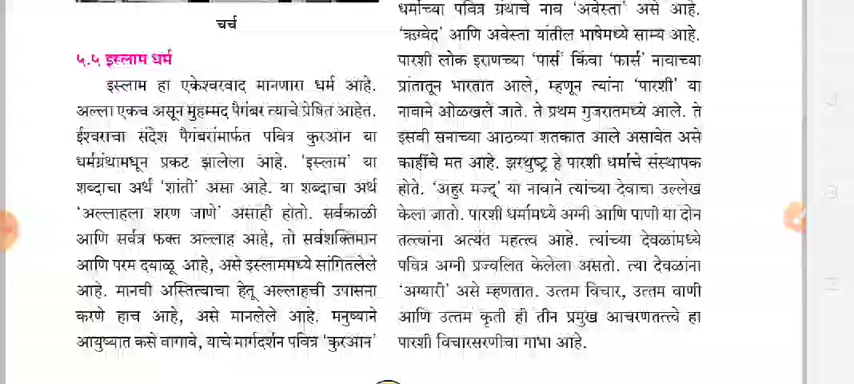 चर्च
५.५ इस्लाम धर्म
इस्लाम हा एकेश्वरवाद मानणारा धर्म आहे.
अल्ला एकच असून मुहम्मद पैगंबर त्याचे प्रेषित आहेत.
ईश्वराचा संदेश पैगंबरांमार्फत पवित्र कुरआन या
धर्मग्रंथामधून प्रकट झालेला आहे. ‘इस्लाम’ या
शब्दाचा अर्थ ‘शांती’ असा आहे. या शब्दाचा अर्थ
‘अल्लाहला शरण जाणे’ असाही होतो. सर्वकाळी
आणि सर्वत्र फक्त अल्लाह आहे, तो सर्वशक्तिमान
आणि परम दयाळू आहे, असे इस्लाममध्ये सांगितलेले
आहे. मानवी अस्तित्वाचा हेतू अल्लाहची उपासना
करणे हाच आहे, असे मानलेले आहे. मनुष्याने
आयुष्यात कसे वागावे, याचे मार्गदर्शन पवित्र ‘कुरआन’
धर्माच्या पवित्र ग्रंथाचे नाव ‘अवेस्ता’ असे आहे.
‘ऋग्वेद’ आणि अवेस्ता यांतील भाषेमध्ये साम्य आहे.
पारशी लोक इराणच्या ‘पार्स’ किंवा ‘फार्स’ नावाच्या
प्रांतातून भारतात आले, म्हणून त्यांना ‘पारशी’ या
नावाने ओळखले जाते. ते प्रथम गुजरातमध्ये आले. ते
इसवी सनाच्या आठव्या शतकात आले असावेत असे
काहींचे मत आहे. झरथुष्ट्र हे पारशी धर्माचे संस्थापक
होते. ‘अहुर मज्द’ या नावाने त्यांच्या देवाचा उल्लेख
केला जातो. पारशी धर्मामध्ये अग्नी आणि पाणी या दोन
तत्त्वांना अत्यंत महत्त्व आहे. त्यांच्या देवळांमध्ये
पवित्र अग्नी प्रज्वलित केलेला असतो. त्या देवळांना
‘अग्यारी’ असे म्हणतात. उत्तम विचार, उत्तम वाणी
आणि उत्तम कृती ही तीन प्रमुख आचरणतत्त्वे हा
पारशी विचारसरणीचा गाभा आहे.